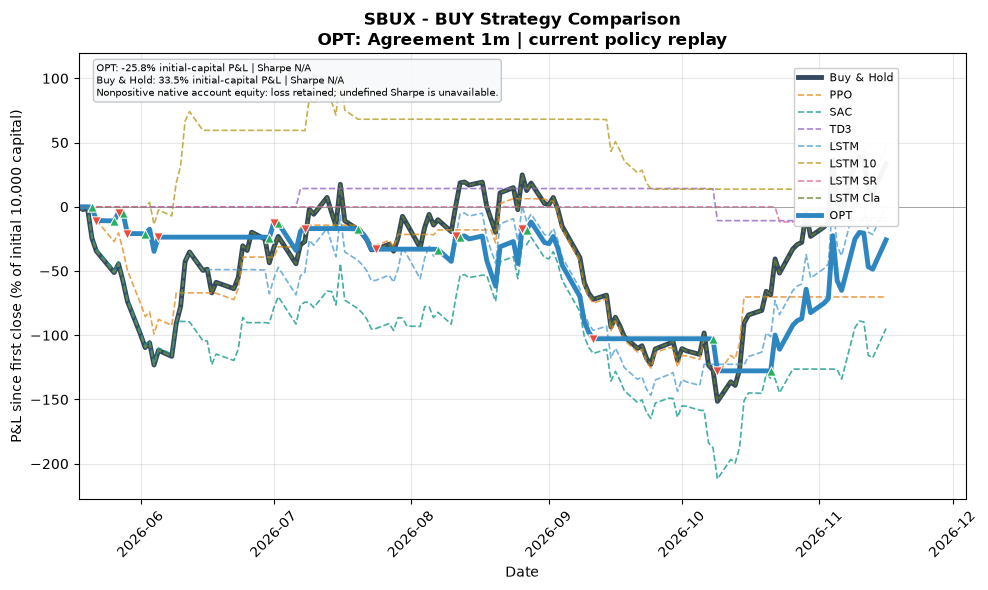 SBUX - BUY Strategy Comparison
OPT: Agreement 1m | current policy replay
OPT: -25.8% initial-capital P&L | Sharpe N/A
Buy & Hold: 33.5% initial-capital P&L | Sharpe N/A
Nonpositive native account equity: loss retained; undefined Sharpe is unavailable.
Buy & Hold
PPO
SAC
TD3
LSTM
LSTM 10
LSTM SR
LSTM Cla
OPT
P&L since first close (% of initial 10,000 capital)
100
50
0
−50
−100
−150
−200
2026-06
2026-07
2026-08
2026-09
2026-10
2026-11
2026-12
Date